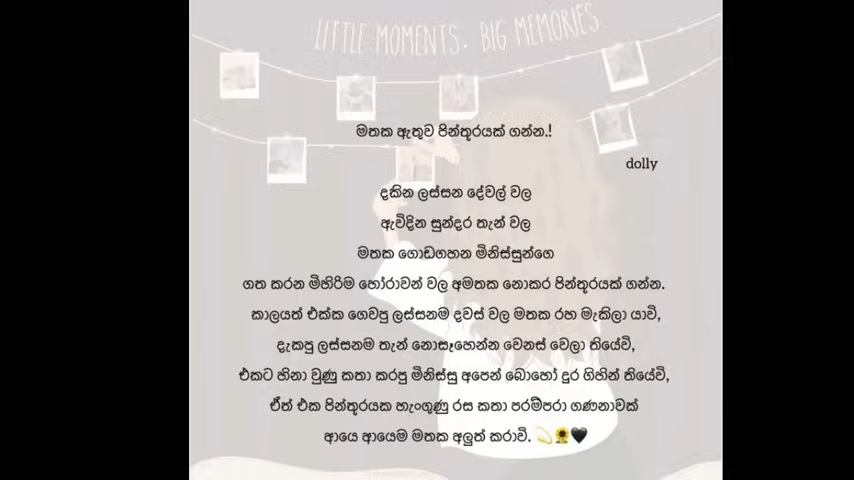 LITTLE MOMENTS. BIG MEMORIES
මතක ඇතුව පින්තූරයක් ගන්න.!
dolly
දකින ලස්සන දේවල් වල
ඇවිදින සුන්දර තැන් වල
මතක ගොඩගහන මිනිස්සුන්ගෙ
ගත කරන මිහිරිම හෝරාවන් වල අමතක නොකර පින්තූරයක් ගන්න.
කාලයත් එක්ක ගෙවපු ලස්සනම දවස් වල මතක රහ මැකිලා යාවි,
දැකපු ලස්සනම තැන් නොසෑහෙන්න වෙනස් වෙලා තියේවි,
එකට හිනා වුණු කතා කරපු මිනිස්සු අපෙන් බොහෝ දුර ගිහින් තියේවි,
ඒත් එක පින්තූරයක හැංගුණු රස කතා පරම්පරා ගණනාවක්
ආයෙ ආයෙම මතක අලුත් කරාවි. 💫🌻🖤